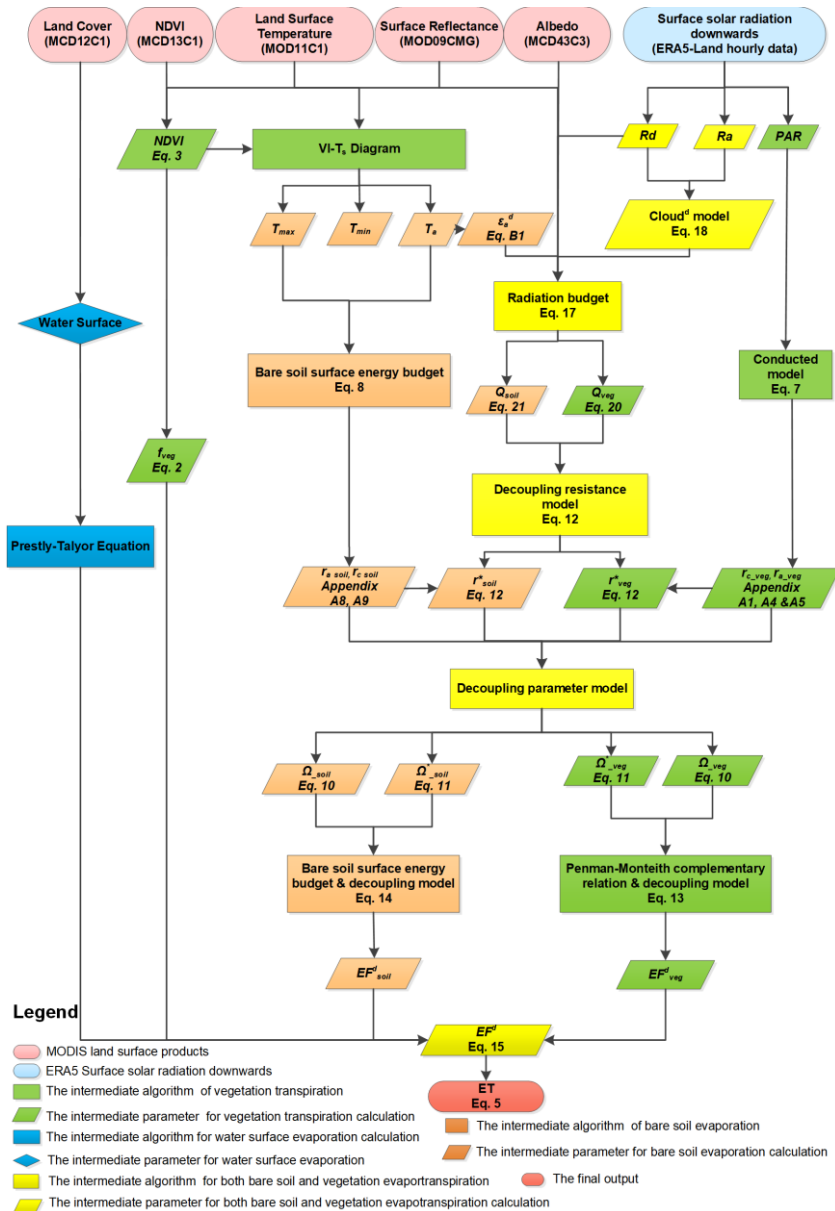 Land Cover
(MCD12C1)
NDVI
(MCD13C1)
Land Surface
Temperature
(MOD11C1)
Surface Reflectance
(MOD09CMG)
Albedo
(MCD43C3)
Surface solar radiation
downwards
(ERA5-Land hourly data)
NDVI
Eq. 3
VI-Ts Diagram
Rd
Ra
PAR
Tmax
Tmin
Ta
εa^d
Eq. B1
Cloud^d model
Eq. 18
Water Surface
Radiation budget
Eq. 17
Bare soil surface energy budget
Eq. 8
Conducted
model
Eq. 7
Qsoil
Eq. 21
Qveg
Eq. 20
fveg
Eq. 2
Decoupling resistance
model
Eq. 12
Prestly-Talyor Equation
ra soil, rc soil
Appendix
A8, A9
r*soil
Eq. 12
r*veg
Eq. 12
rc_veg, ra_veg
Appendix
A1, A4 &A5
Decoupling parameter model
Ω_soil
Eq. 10
Ω*_soil
Eq. 11
Ω*_veg
Eq. 11
Ω_veg
Eq. 10
Bare soil surface energy
budget & decoupling model
Eq. 14
Penman-Monteith complementary
relation & decoupling model
Eq. 13
EF^d soil
EF^d veg
Legend
EF^d
Eq. 15
ET
Eq. 5
MODIS land surface products
ERA5 Surface solar radiation downwards
The intermediate algorithm of vegetation transpiration
The intermediate parameter for vegetation transpiration calculation
The intermediate algorithm for water surface evaporation calculation
The intermediate parameter for water surface evaporation
The intermediate algorithm for both bare soil and vegetation evapotranspiration
The intermediate parameter for both bare soil and vegetation evapotranspiration calculation
The intermediate algorithm of bare soil evaporation
The intermediate parameter for bare soil evaporation calculation
The final output